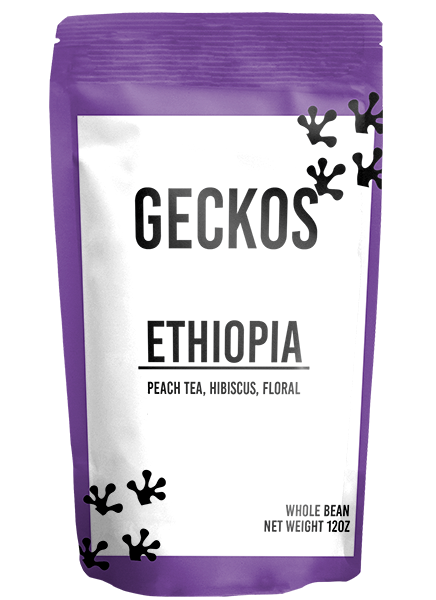 GECKOS
ETHIOPIA
PEACH TEA, HIBISCUS, FLORAL
WHOLE BEAN
NET WEIGHT 12OZ